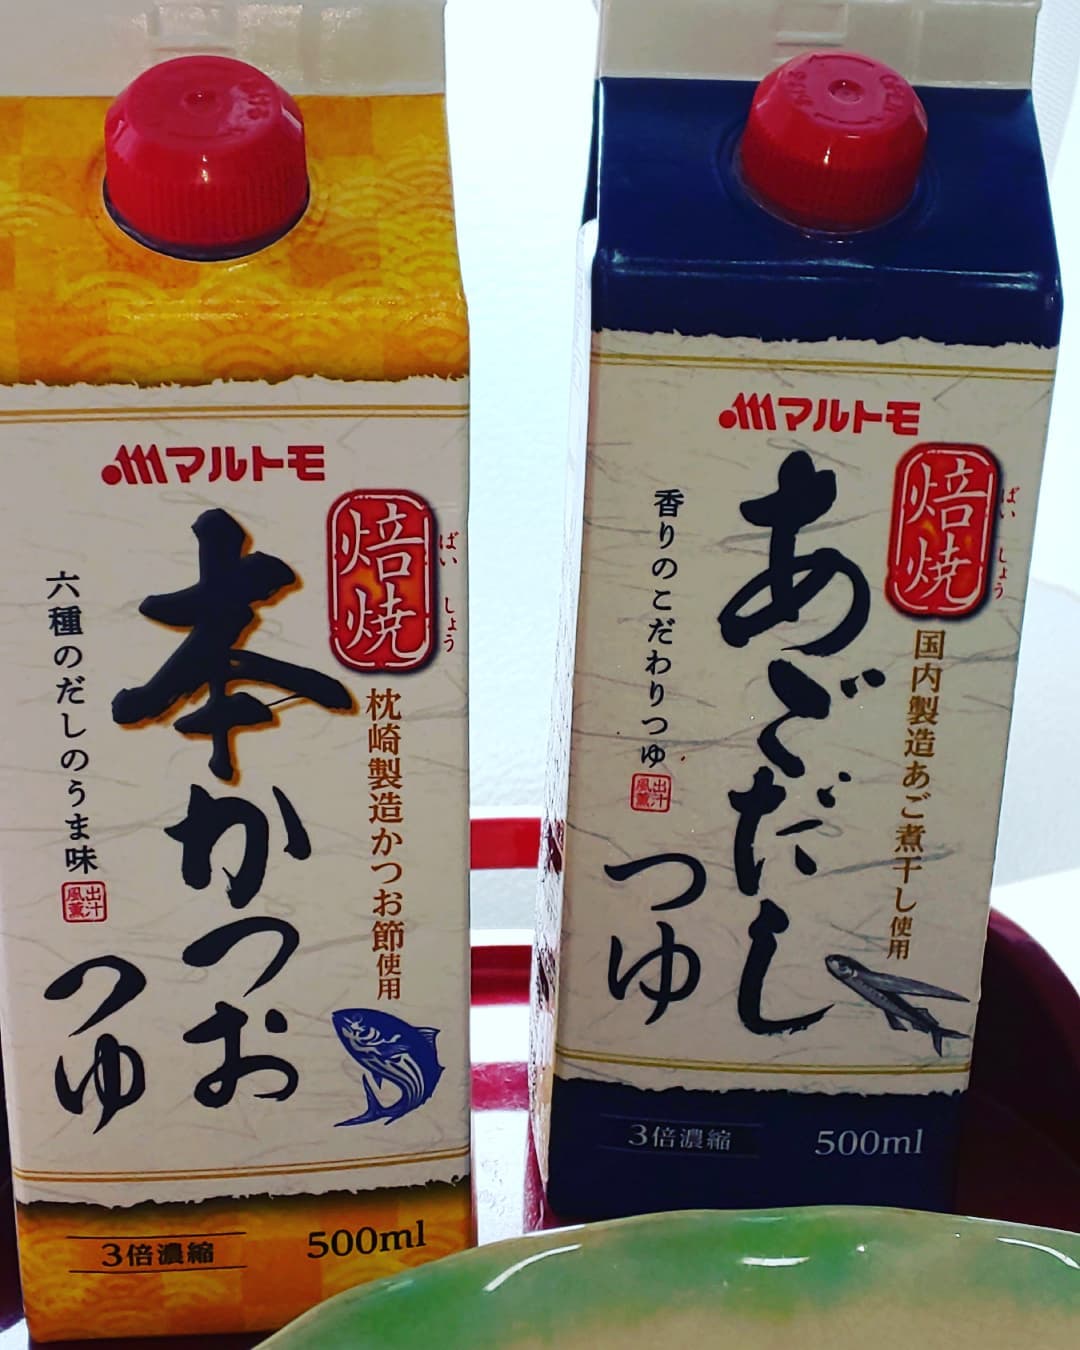 マルトモ
焙焼
ばいしょう
枕崎製造かつお節使用
本かつお
つゆ
六種のだしのうま味
出汁
風薫
3倍濃縮
500ml
マルトモ
焙焼
ばいしょう
国内製造あご煮干し使用
あごだし
つゆ
香りのこだわりつゆ
出汁
風薫
3倍濃縮
500ml